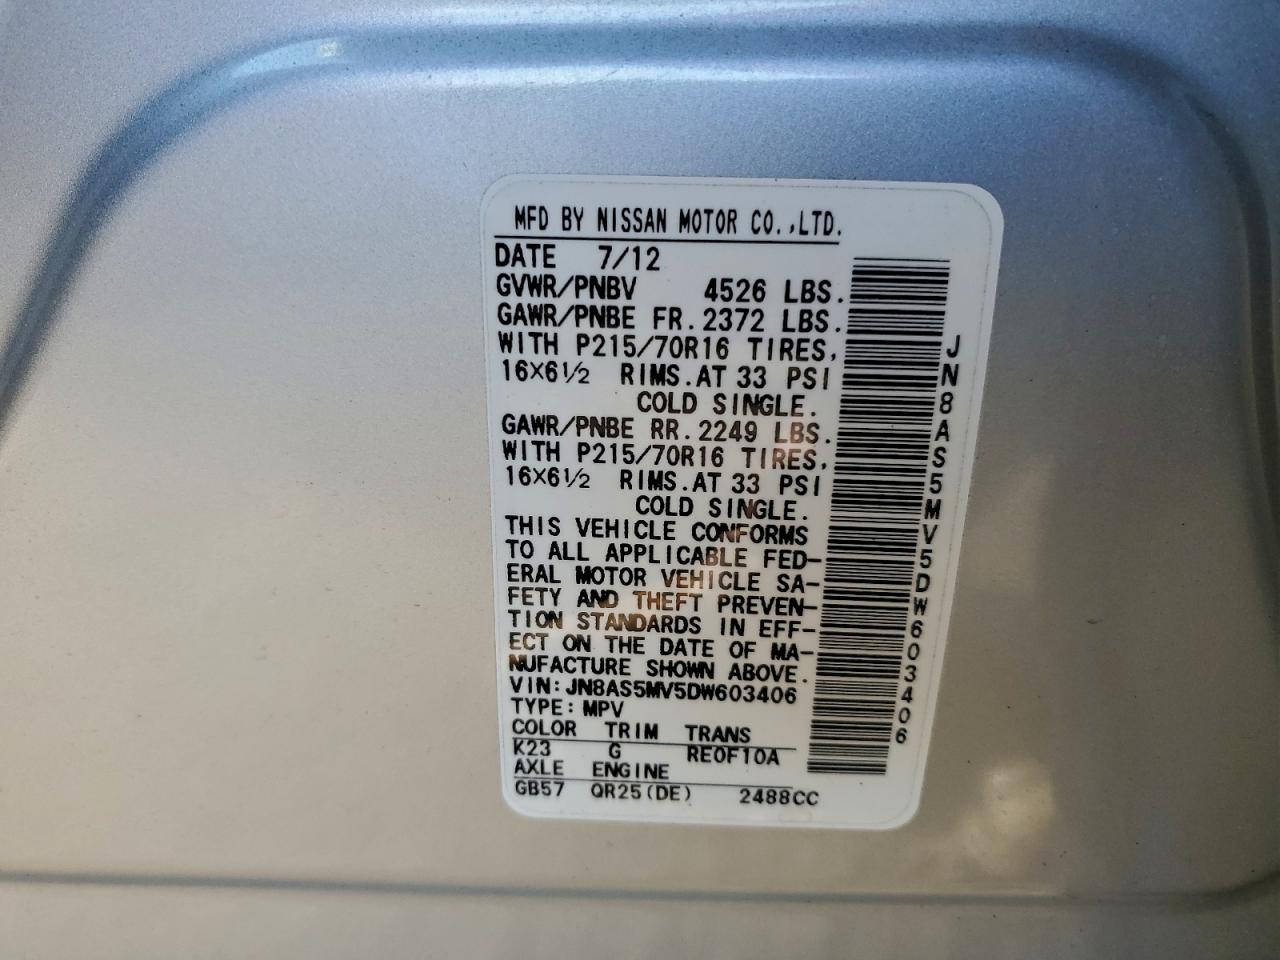 MFD BY NISSAN MOTOR CO.,LTD.
DATE 7/12
GVWR/PNBV 4526 LBS.
GAWR/PNBE FR.2372 LBS.
WITH P215/70R16 TIRES,
16X6½ RIMS.AT 33 PSI
COLD SINGLE.
GAWR/PNBE RR.2249 LBS.
WITH P215/70R16 TIRES,
16X6½ RIMS.AT 33 PSI
COLD SINGLE.
THIS VEHICLE CONFORMS
TO ALL APPLICABLE FED-
ERAL MOTOR VEHICLE SA-
FETY AND THEFT PREVEN-
TION STANDARDS IN EFF-
ECT ON THE DATE OF MA-
NUFACTURE SHOWN ABOVE.
VIN:JN8AS5MV5DW603406
TYPE:MPV
COLOR TRIM TRANS
K23 G RE0F10A
AXLE ENGINE
GB57 QR25(DE) 2488CC
JN8AS5MV5DW603406